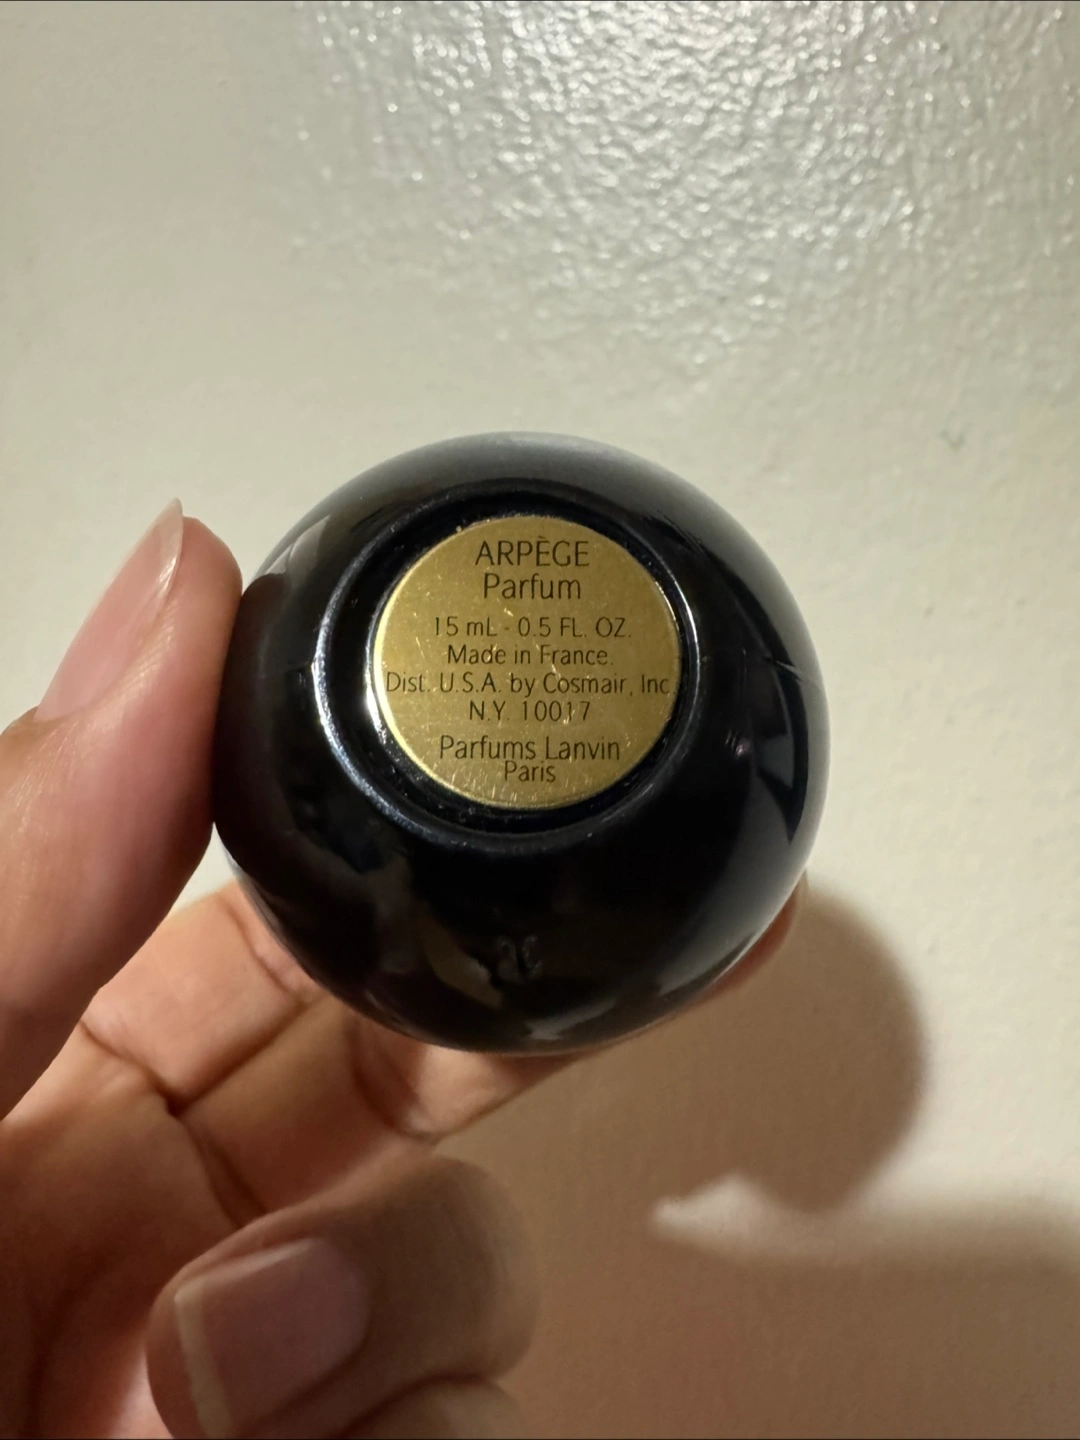 ARPÈGE
Parfum
15 mL - 0.5 FL. OZ.
Made in France.
Dist. U.S.A. by Cosmair, Inc.
N.Y. 10017
Parfums Lanvin
Paris